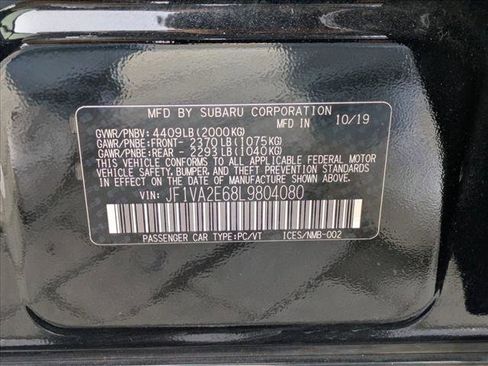 MFD BY SUBARU CORPORATION
MFD IN 10/19
GVWR/PNBV: 4409LB(2000KG)
GAWR/PNBE:FRONT- 2370LB(1075KG)
GAWR/PNBE:REAR - 2293LB(1040KG)
THIS VEHICLE CONFORMS TO ALL APPLICABLE FEDERAL MOTOR
VEHICLE SAFETY, BUMPER, AND THEFT PREVENTION STANDARDS
IN EFFECT ON THE DATE OF MANUFACTURE SHOWN ABOVE.
VIN: JF1VA2E68L9804080
PASSENGER CAR TYPE:PC/VT ICES/NMB-002